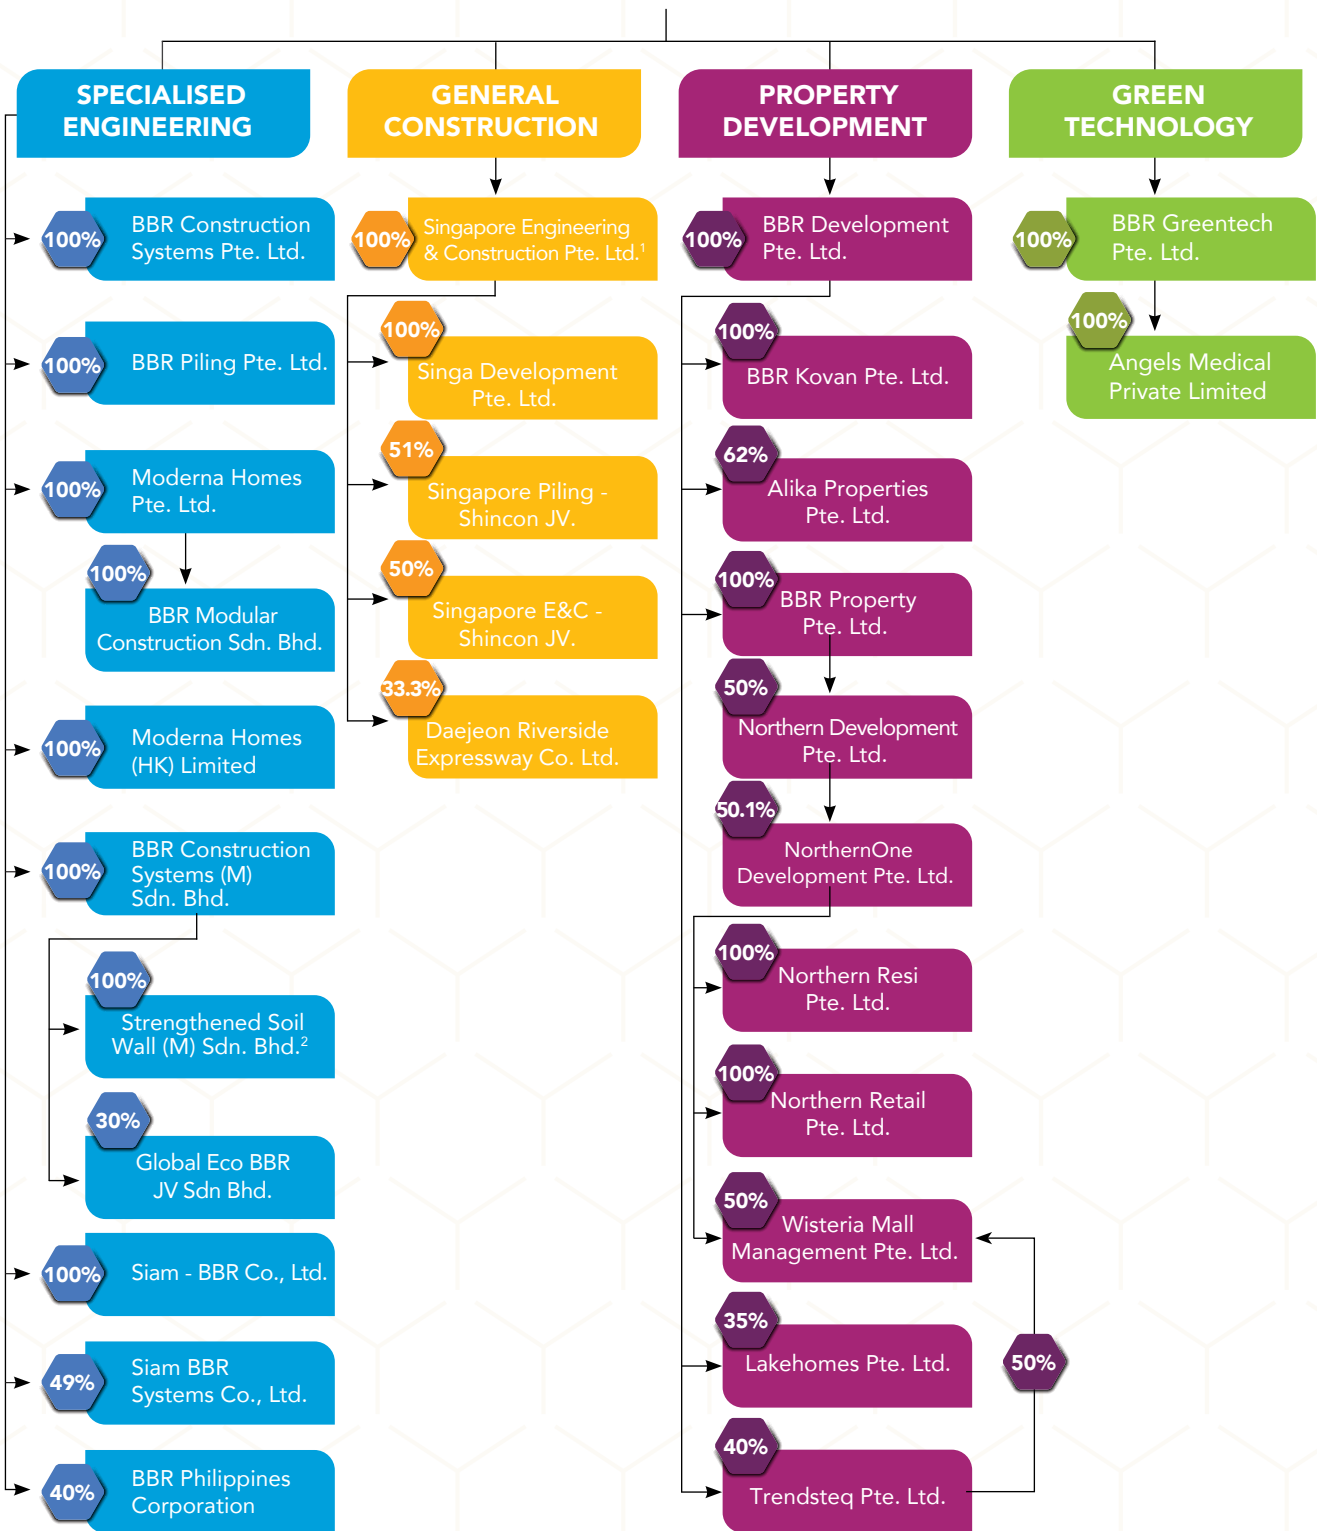 SPECIALISED
ENGINEERING
100%
BBR Construction
Systems Pte. Ltd.
100%
BBR Piling Pte. Ltd.
100%
Moderna Homes
Pte. Ltd.
100%
BBR Modular
Construction Sdn. Bhd.
100%
Moderna Homes
(HK) Limited
100%
BBR Construction
Systems (M)
Sdn. Bhd.
100%
Strengthened Soil
Wall (M) Sdn. Bhd.²
30%
Global Eco BBR
JV Sdn Bhd.
100%
Siam - BBR Co., Ltd.
49%
Siam BBR
Systems Co., Ltd.
40%
BBR Philippines
Corporation
GENERAL
CONSTRUCTION
100%
Singapore Engineering
& Construction Pte. Ltd.¹
100%
Singa Development
Pte. Ltd.
51%
Singapore Piling -
Shincon JV.
50%
Singapore E&C -
Shincon JV.
33.3%
Daejeon Riverside
Expressway Co. Ltd.
PROPERTY
DEVELOPMENT
100%
BBR Development
Pte. Ltd.
100%
BBR Kovan Pte. Ltd.
62%
Alika Properties
Pte. Ltd.
100%
BBR Property
Pte. Ltd.
50%
Northern Development
Pte. Ltd.
50.1%
NorthernOne
Development Pte. Ltd.
100%
Northern Resi
Pte. Ltd.
100%
Northern Retail
Pte. Ltd.
50%
Wisteria Mall
Management Pte. Ltd.
35%
Lakehomes Pte. Ltd.
50%
40%
Trendsteq Pte. Ltd.
GREEN
TECHNOLOGY
100%
BBR Greentech
Pte. Ltd.
100%
Angels Medical
Private Limited